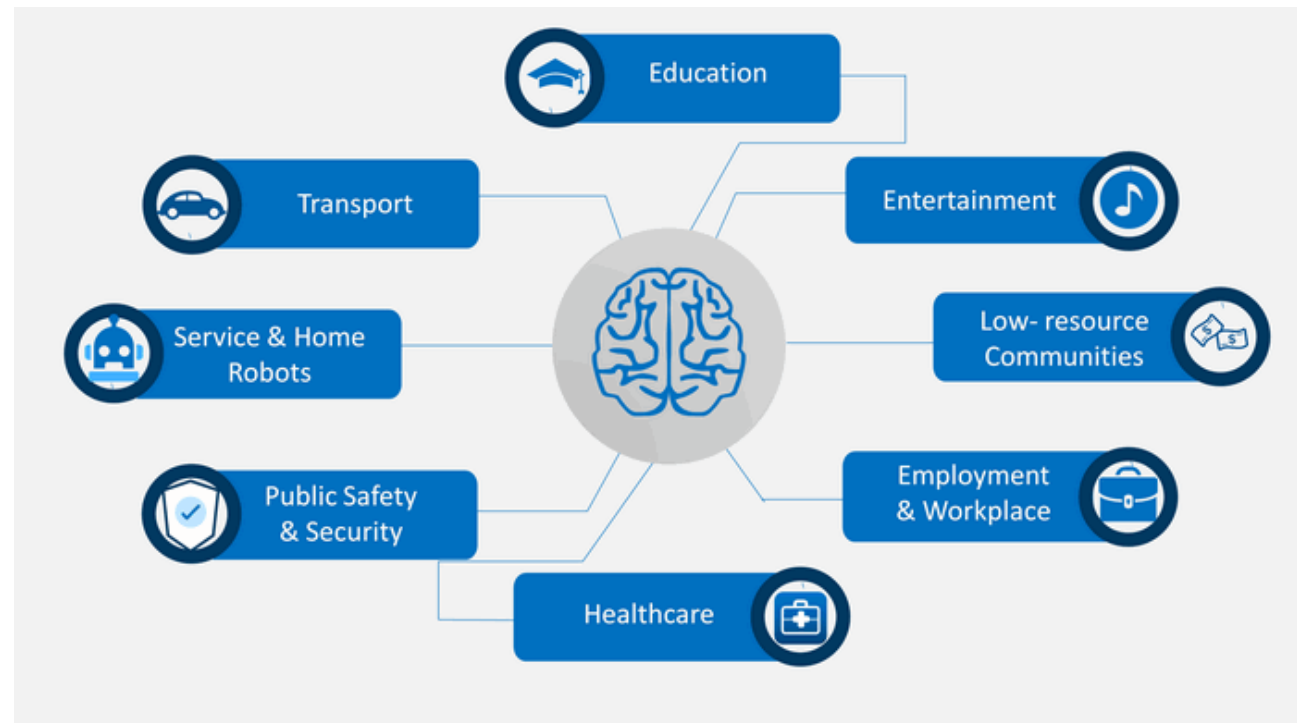 Education
Transport
Entertainment
Service & Home
Robots
Low- resource
Communities
Public Safety
& Security
Employment
& Workplace
Healthcare